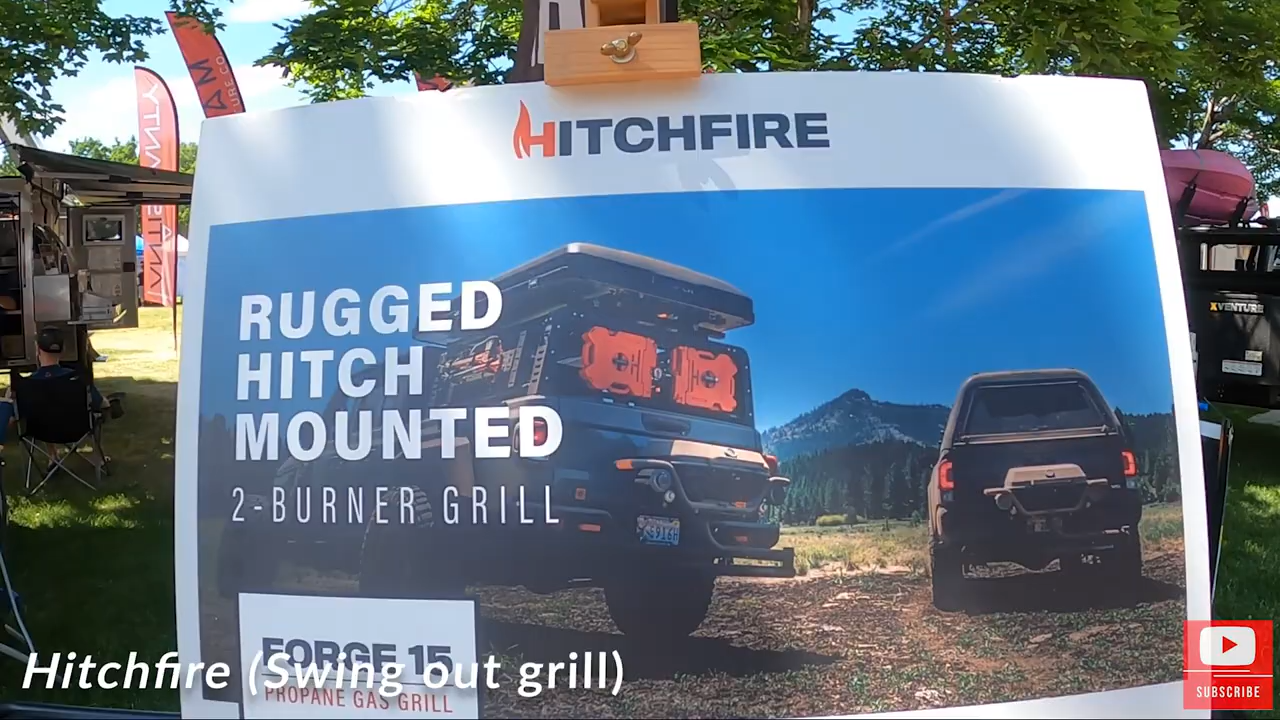 HITCHFIRE
RUGGED
HITCH
MOUNTED
2-BURNER GRILL
FORGE 15
PROPANE GAS GRILL
Hitchfire (Swing out grill)
XVENTURE
SUBSCRIBE